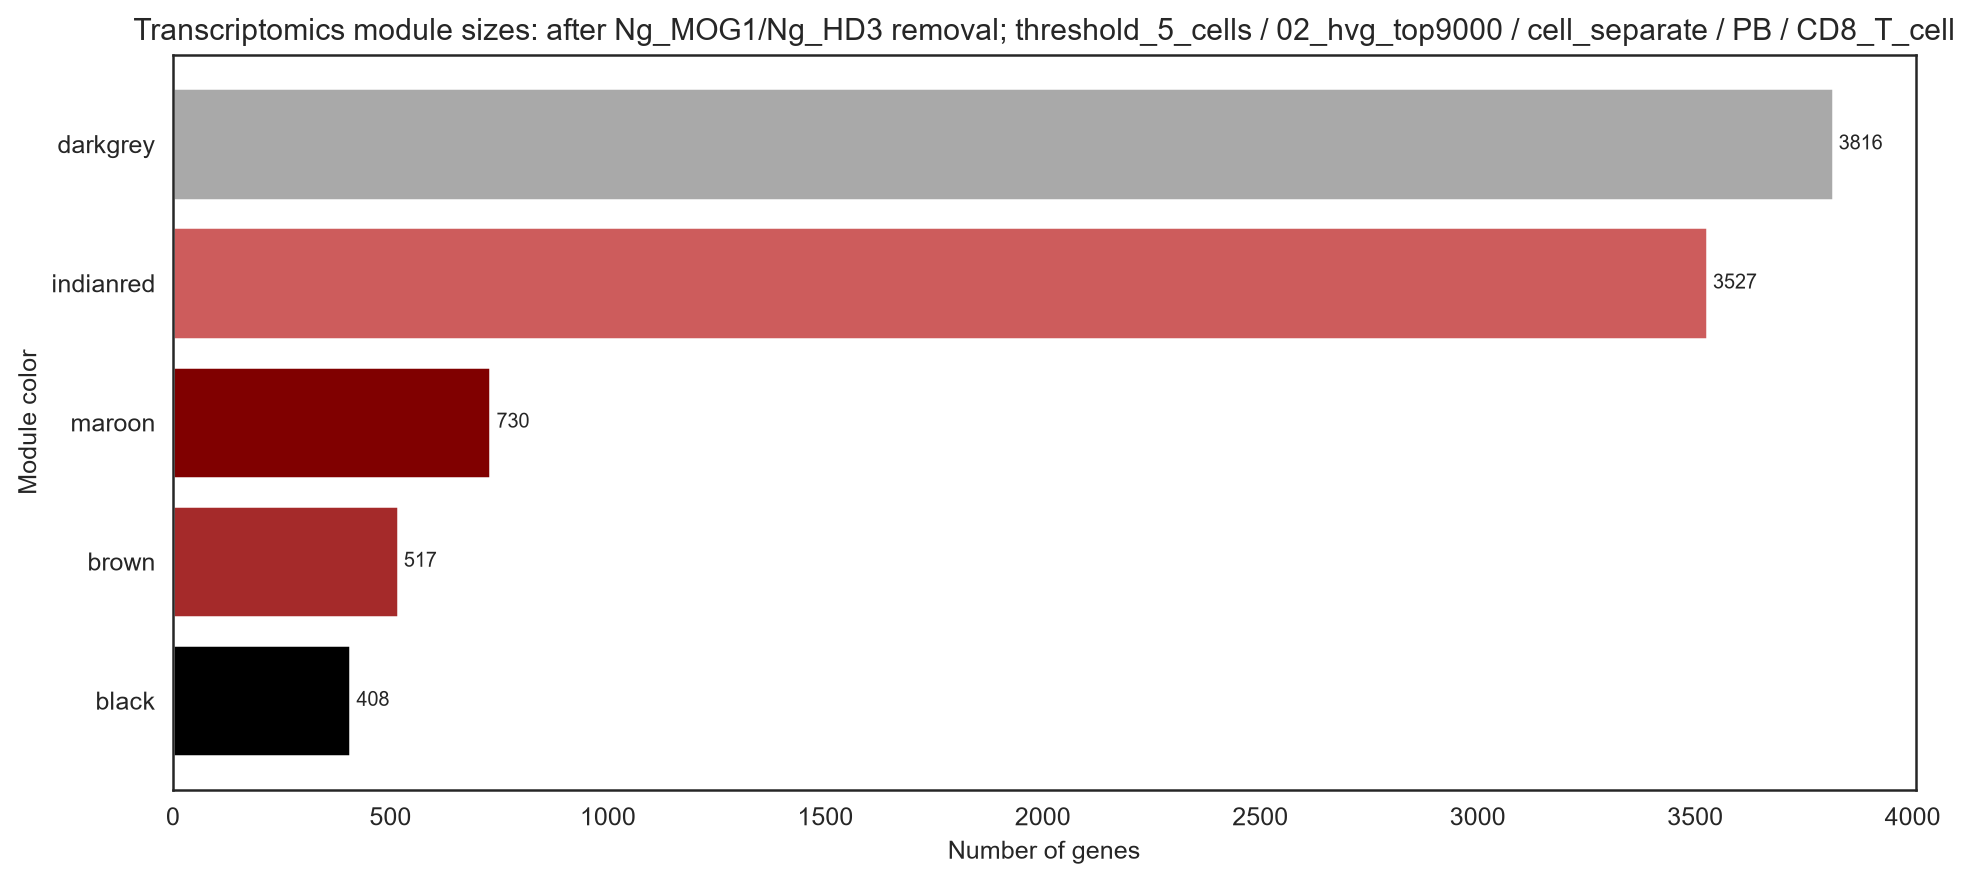 Transcriptomics module sizes: after Ng_MOG1/Ng_HD3 removal; threshold_5_cells / 02_hvg_top9000 / cell_separate / PB / CD8_T_cell
darkgrey
3816
indianred
3527
Module color
maroon
730
brown
517
black
408
0 500 1000 1500 2000 2500 3000 3500 4000
Number of genes